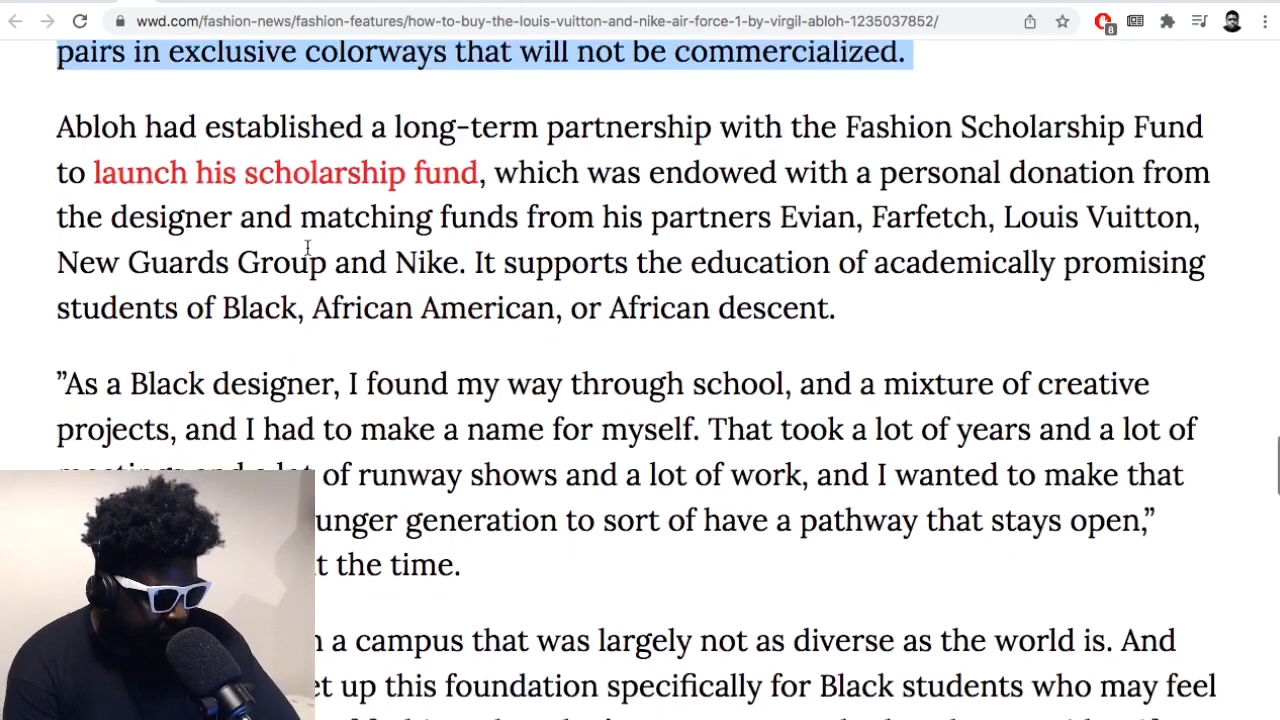 wwd.com/fashion-news/fashion-features/how-to-buy-the-louis-vuitton-and-nike-air-force-1-by-virgil-abloh-1235037852/
8
pairs in exclusive colorways that will not be commercialized.
Abloh had established a long-term partnership with the Fashion Scholarship Fund
to launch his scholarship fund, which was endowed with a personal donation from
the designer and matching funds from his partners Evian, Farfetch, Louis Vuitton,
New Guards Group and Nike. It supports the education of academically promising
students of Black, African American, or African descent.
”As a Black designer, I found my way through school, and a mixture of creative
projects, and I had to make a name for myself. That took a lot of years and a lot of
of runway shows and a lot of work, and I wanted to make that
generation to sort of have a pathway that stays open,”
the time.
a campus that was largely not as diverse as the world is. And
up this foundation specifically for Black students who may feel